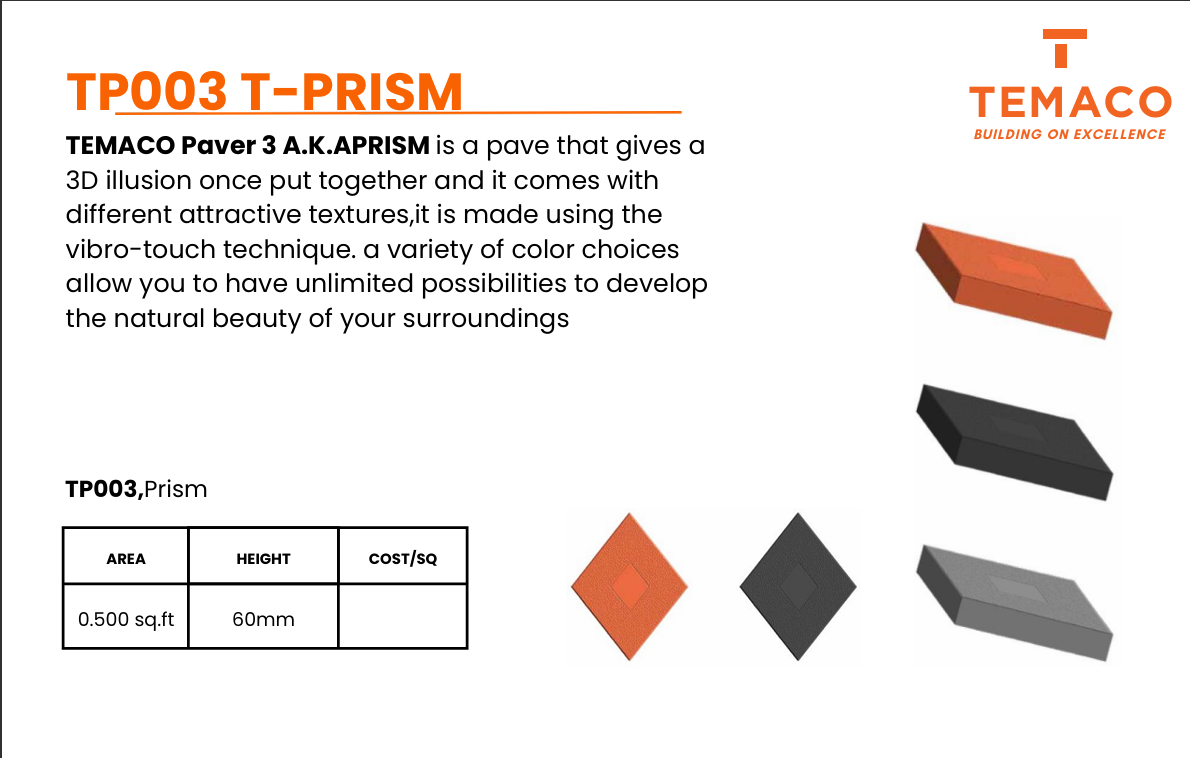 TP003 T-PRISM
TEMACO
BUILDING ON EXCELLENCE
TEMACO Paver 3 A.K.APRISM is a pave that gives a
3D illusion once put together and it comes with
different attractive textures,it is made using the
vibro-touch technique. a variety of color choices
allow you to have unlimited possibilities to develop
the natural beauty of your surroundings
TP003,Prism
AREA HEIGHT COST/SQ
0.500 sq.ft 60mm